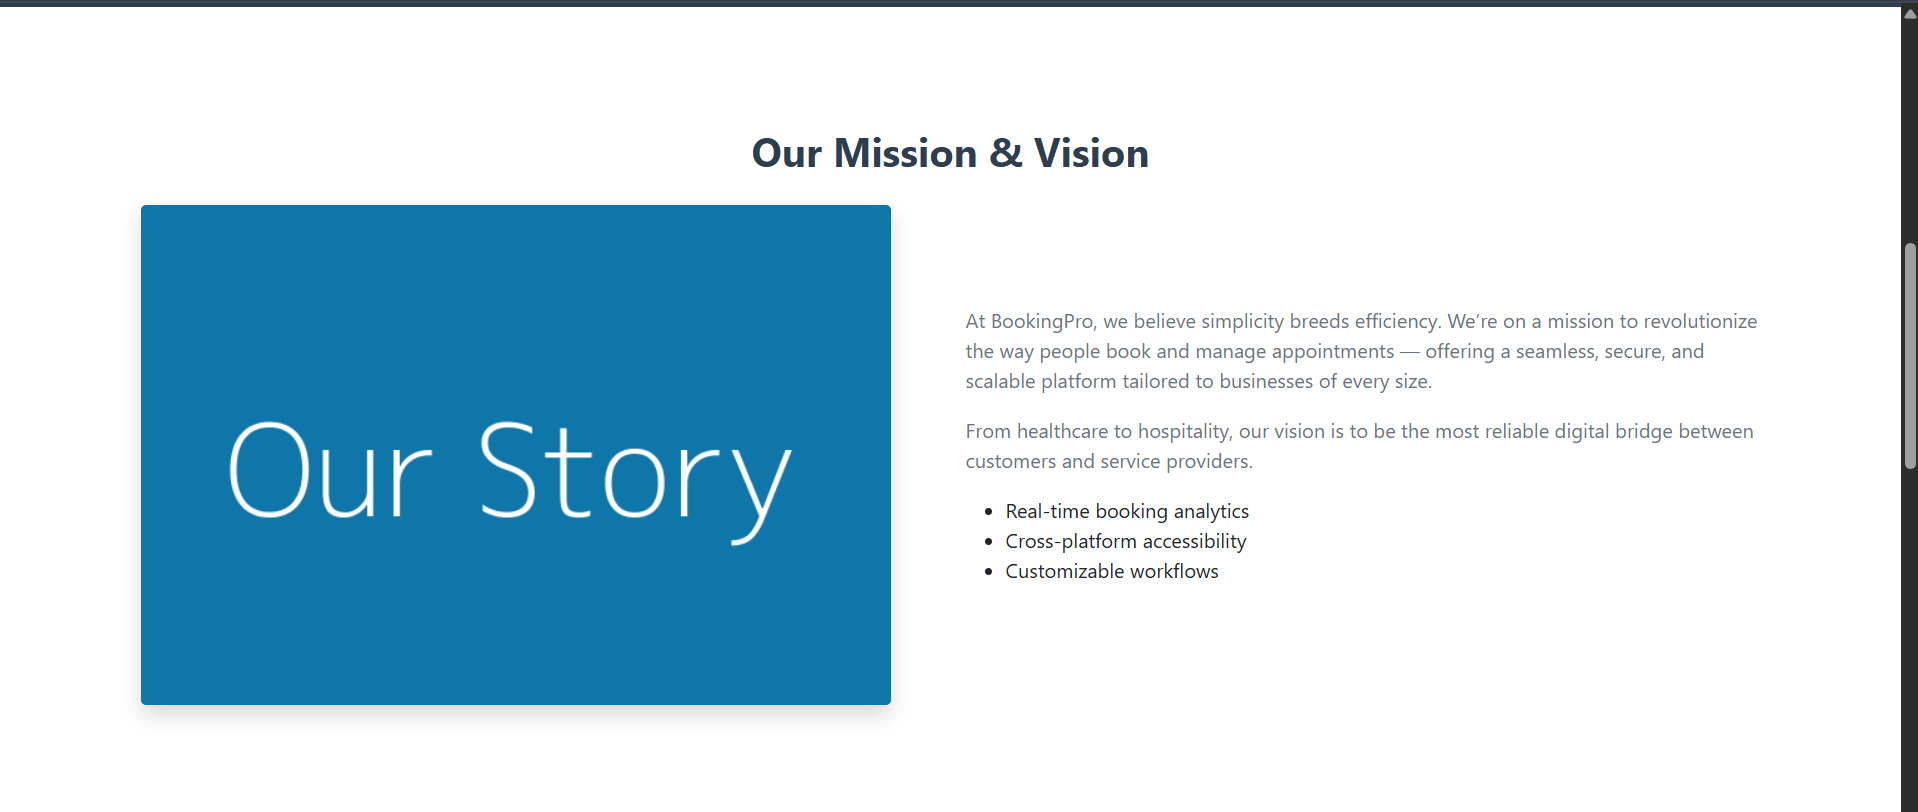 Our Mission & Vision
Our Story
At BookingPro, we believe simplicity breeds efficiency. We’re on a mission to revolutionize
the way people book and manage appointments — offering a seamless, secure, and
scalable platform tailored to businesses of every size.
From healthcare to hospitality, our vision is to be the most reliable digital bridge between
customers and service providers.
• Real-time booking analytics
• Cross-platform accessibility
• Customizable workflows